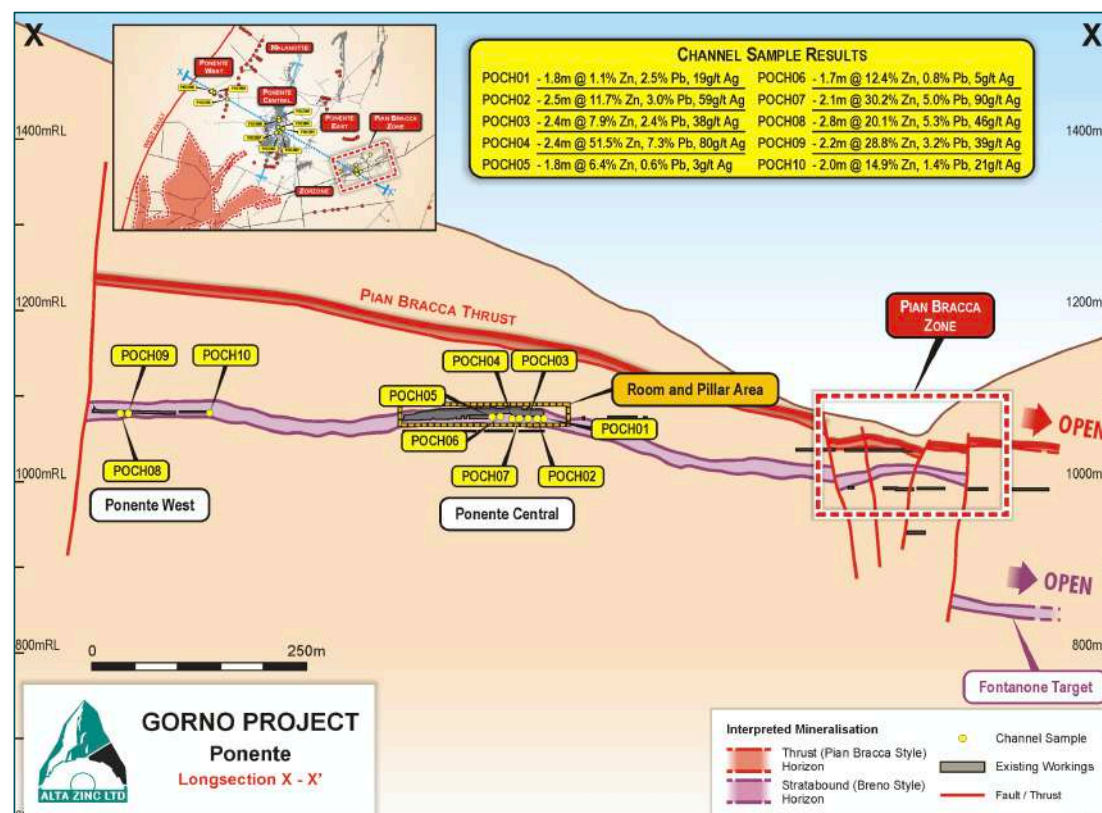 X
X
CHANNEL SAMPLE RESULTS
POCH01 - 1.8m @ 1.1% Zn, 2.5% Pb, 19g/t Ag
POCH02 - 2.5m @ 11.7% Zn, 3.0% Pb, 59g/t Ag
POCH03 - 2.4m @ 7.9% Zn, 2.4% Pb, 38g/t Ag
POCH04 - 2.4m @ 51.5% Zn, 7.3% Pb, 80g/t Ag
POCH05 - 1.8m @ 6.4% Zn, 0.6% Pb, 3g/t Ag
POCH06 - 1.7m @ 12.4% Zn, 0.8% Pb, 5g/t Ag
POCH07 - 2.1m @ 30.2% Zn, 5.0% Pb, 90g/t Ag
POCH08 - 2.8m @ 20.1% Zn, 5.3% Pb, 46g/t Ag
POCH09 - 2.2m @ 28.8% Zn, 3.2% Pb, 39g/t Ag
POCH10 - 2.0m @ 14.9% Zn, 1.4% Pb, 21g/t Ag
PONENTE
WEST
PONENTE
CENTRAL
PONENTE
EAST
PIAN BRACCA
ZONE
ZORZONE
X
X'
1400mRL
1400m
1200mRL
1200m
PIAN BRACCA THRUST
PIAN BRACCA
ZONE
POCH09
POCH10
POCH04
POCH03
POCH05
Room and Pillar Area
POCH06
POCH01
POCH08
POCH07
POCH02
OPEN
1000mRL
1000m
Ponente West
Ponente Central
OPEN
800mRL
800m
0
250m
Fontanone Target
ALTA ZINC LTD
GORNO PROJECT
Ponente
Longsection X - X'
Interpreted Mineralisation
Thrust (Pian Bracca Style)
Horizon
Stratabound (Breno Style)
Horizon
Channel Sample
Existing Workings
Fault / Thrust